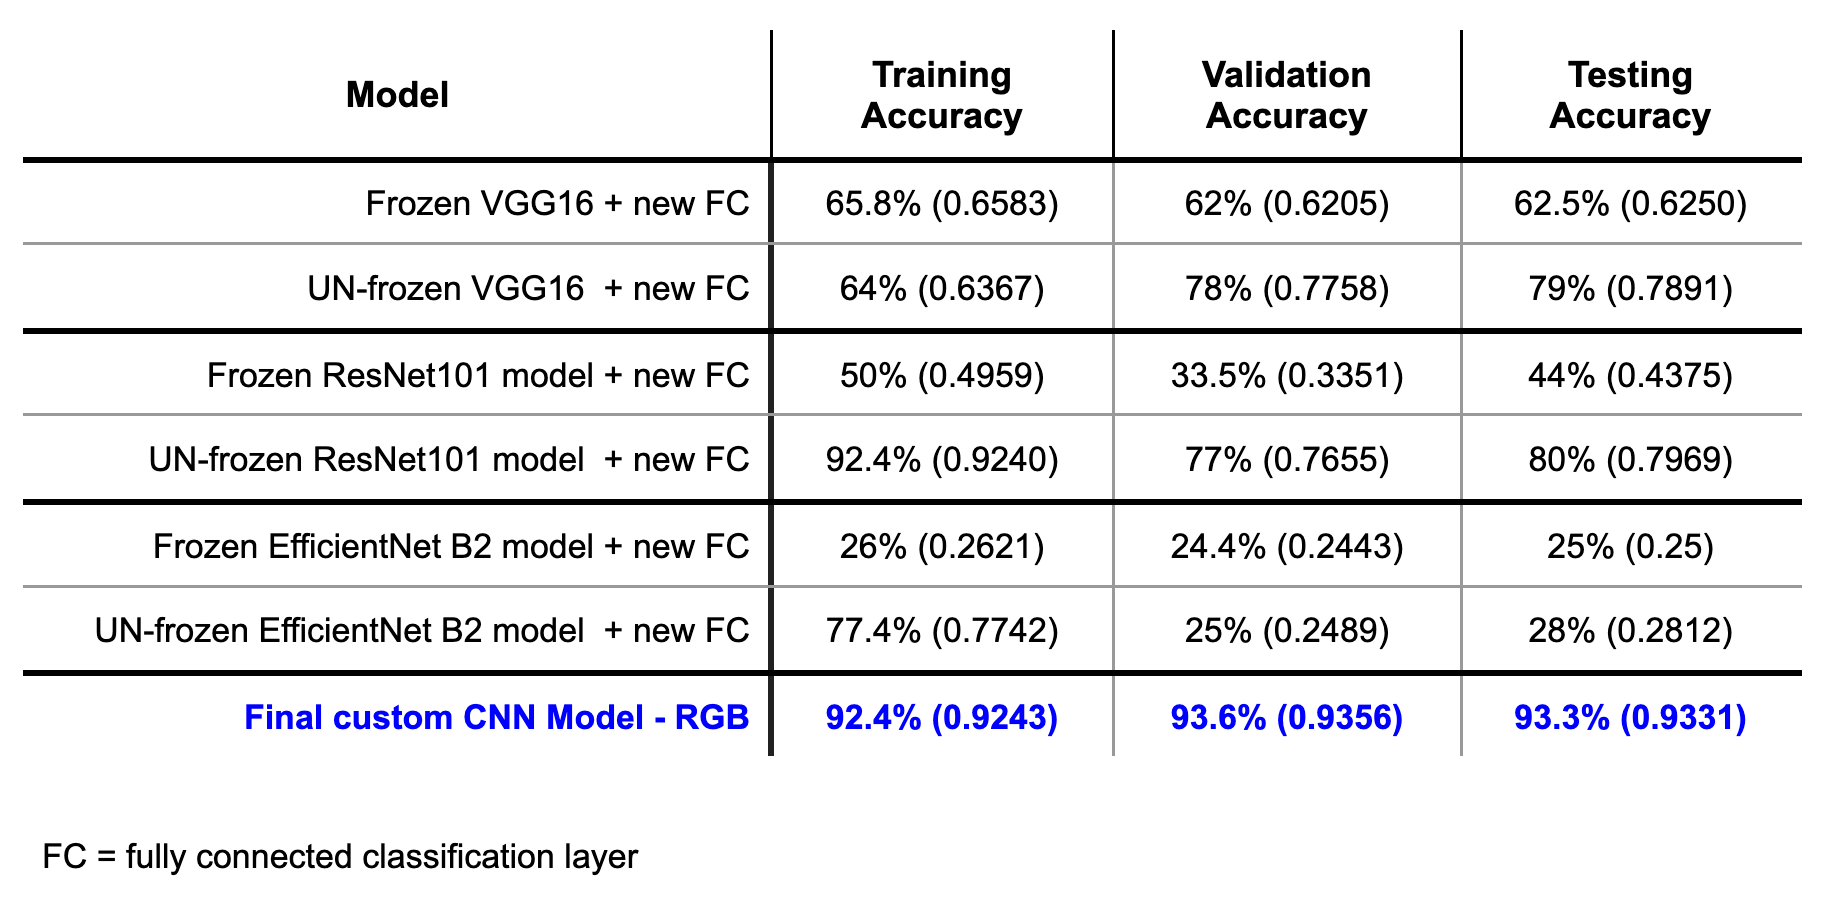 Model Training Accuracy Validation Accuracy Testing Accuracy
Frozen VGG16 + new FC 65.8% (0.6583) 62% (0.6205) 62.5% (0.6250)
UN-frozen VGG16  + new FC 64% (0.6367) 78% (0.7758) 79% (0.7891)
Frozen ResNet101 model + new FC 50% (0.4959) 33.5% (0.3351) 44% (0.4375)
UN-frozen ResNet101 model  + new FC 92.4% (0.9240) 77% (0.7655) 80% (0.7969)
Frozen EfficientNet B2 model + new FC 26% (0.2621) 24.4% (0.2443) 25% (0.25)
UN-frozen EfficientNet B2 model  + new FC 77.4% (0.7742) 25% (0.2489) 28% (0.2812)
Final custom CNN Model - RGB 92.4% (0.9243) 93.6% (0.9356) 93.3% (0.9331)
FC = fully connected classification layer